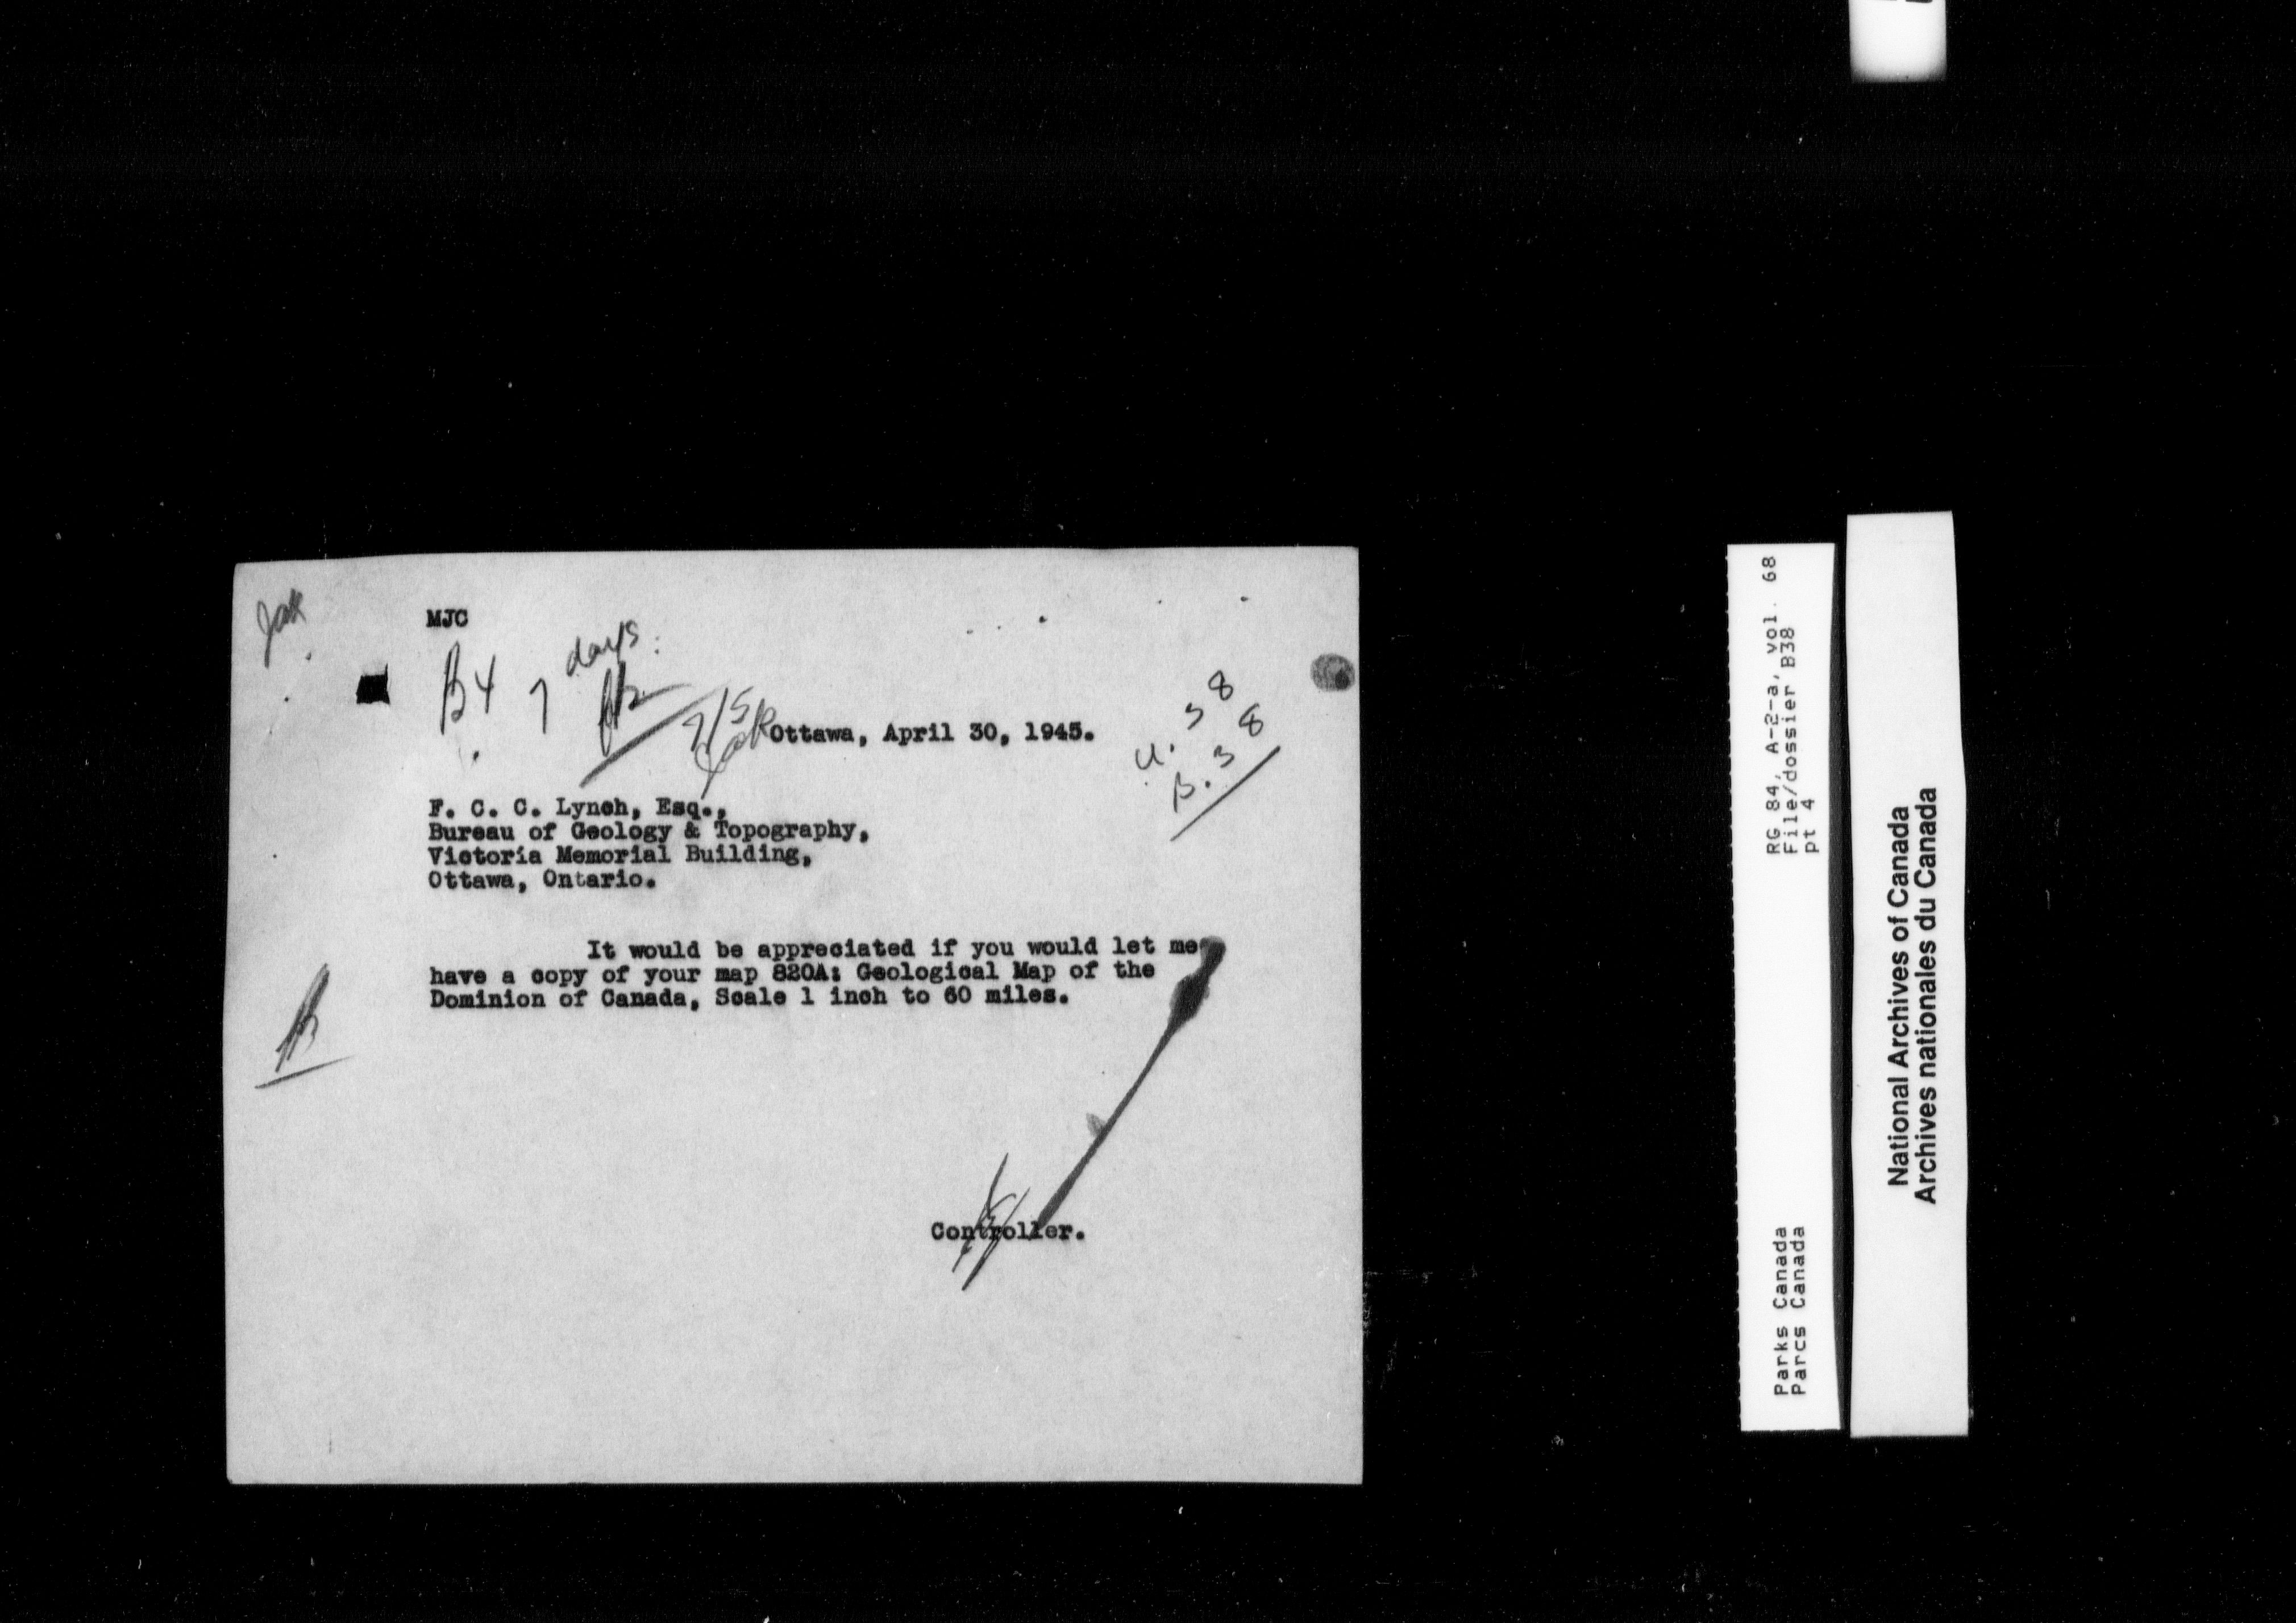 MJC
B4 7 days
7/5
U. 38
B. 38
Ottawa, April 30, 1945.
F. C. C. Lynch, Esq.,
Bureau of Geology & Topography,
Victoria Memorial Building,
Ottawa, Ontario.
It would be appreciated if you would let me
have a copy of your map 820A: Geological Map of the
Dominion of Canada, Scale 1 inch to 60 miles.
Controller.
RG 84, A-2-a, vol. 68
File/dossier B38
pt 4
Parks Canada
Parcs Canada
National Archives of Canada
Archives nationales du Canada